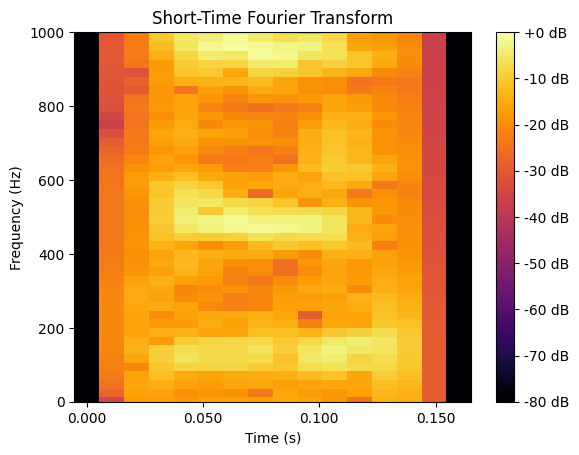 Short-Time Fourier Transform
1000
800
600
400
200
0
Frequency (Hz)
0.000
0.050
0.100
0.150
Time (s)
+0 dB
-10 dB
-20 dB
-30 dB
-40 dB
-50 dB
-60 dB
-70 dB
-80 dB